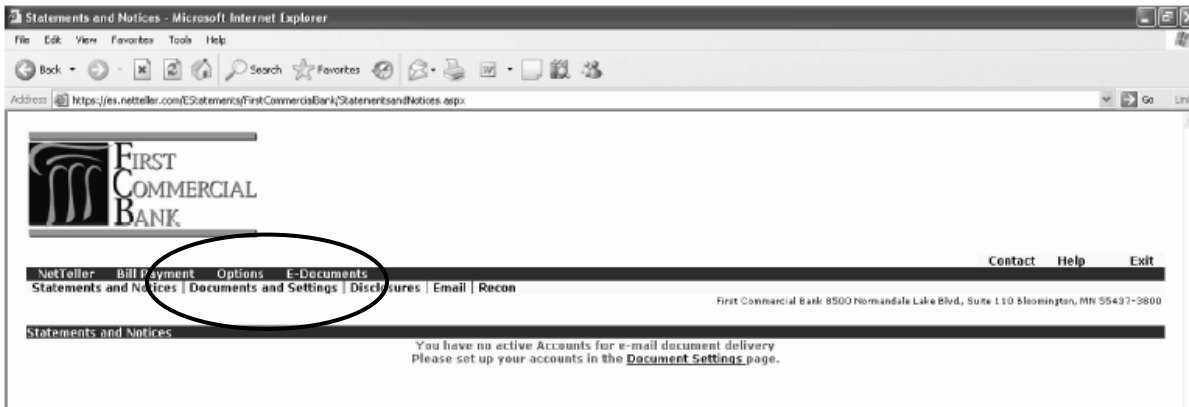 Statements and Notices - Microsoft Internet Explorer
File Edit View Favorites Tools Help
Back Search Favorites
Address https://es.netteller.com/EStatements/FirstCommercialBank/StatementsandNotices.aspx Go
FIRST
COMMERCIAL
BANK
Contact Help Exit
NetTeller Bill Payment Options E-Documents
Statements and Notices | Documents and Settings | Disclosures | Email | Recon
First Commercial Bank 8500 Normandale Lake Blvd., Suite 110 Bloomington, MN 55437-3800
Statements and Notices
You have no active Accounts for e-mail document delivery
Please set up your accounts in the Document Settings page.